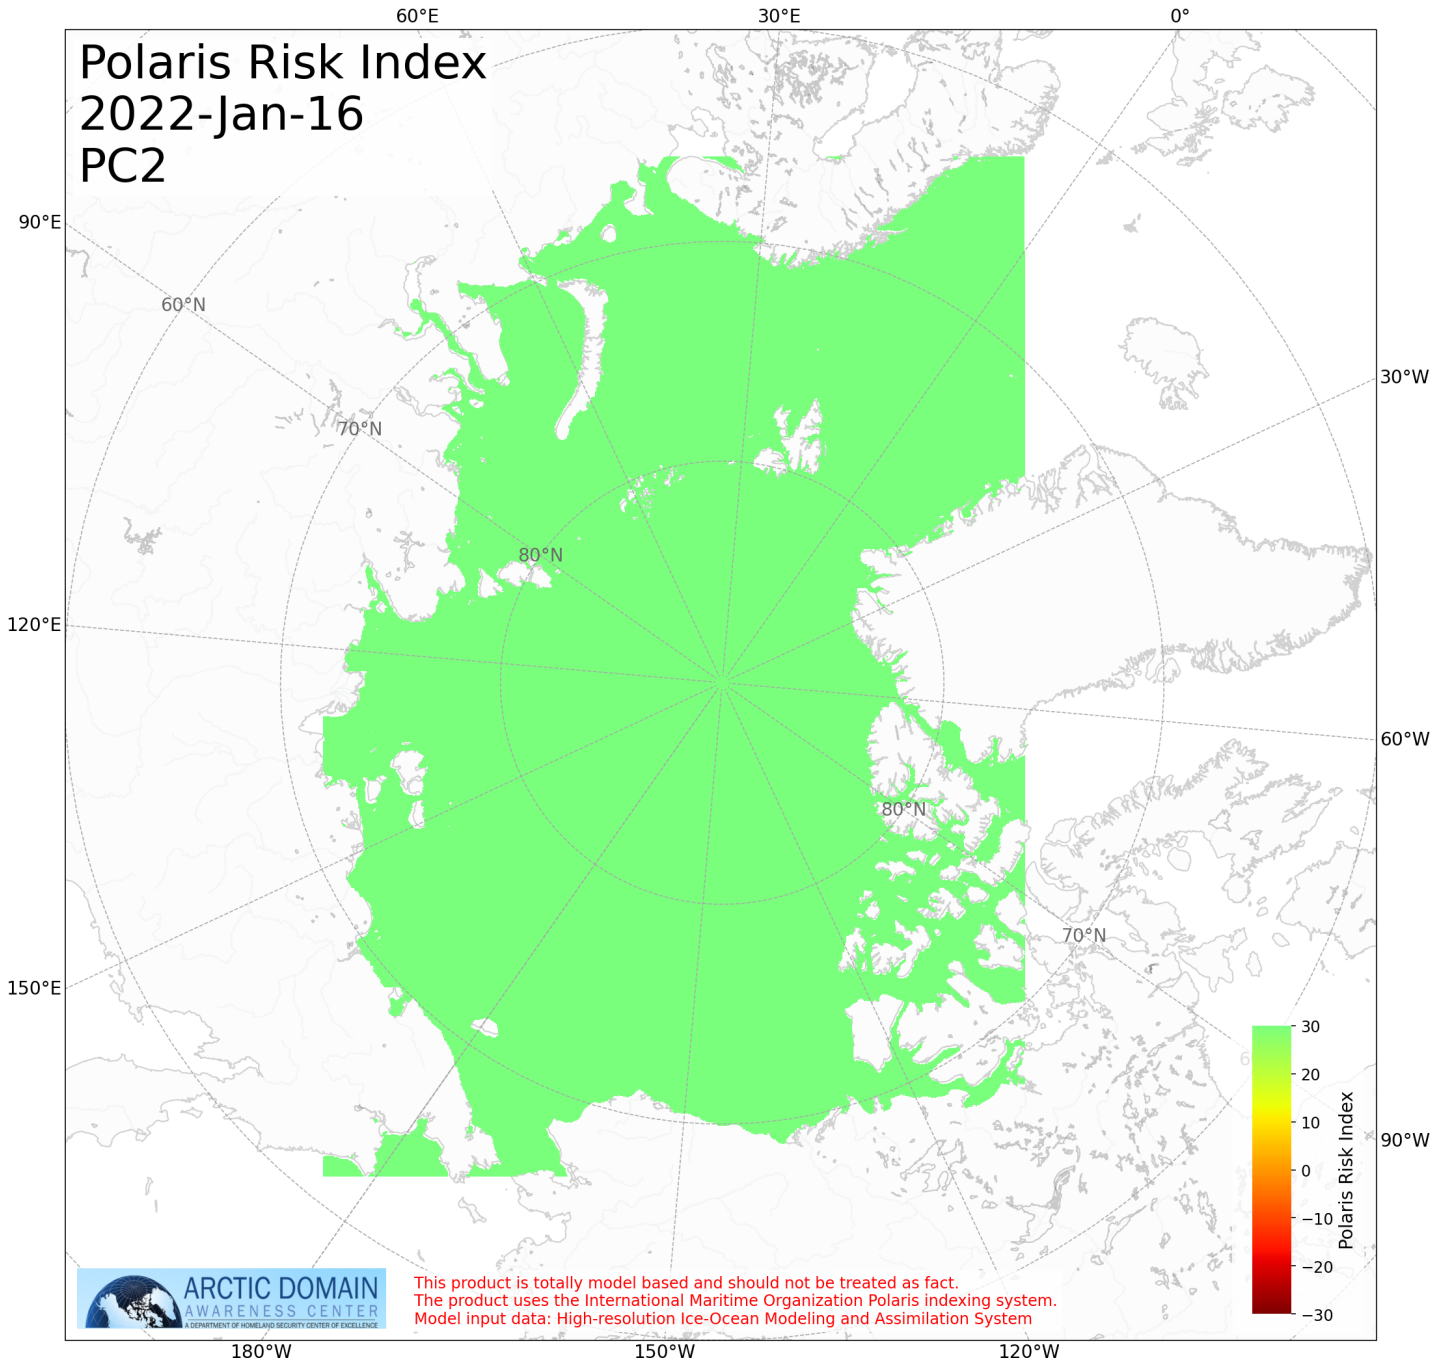 60°E
30°E
0°
Polaris Risk Index
2022-Jan-16
PC2
90°E
60°N
30°W
70°N
80°N
120°E
60°W
80°N
70°N
150°E
30
20
10
0
−10
−20
−30
Polaris Risk Index
90°W
ARCTIC DOMAIN
AWARENESS CENTER
A DEPARTMENT OF HOMELAND SECURITY CENTER OF EXCELLENCE
This product is totally model based and should not be treated as fact.
The product uses the International Maritime Organization Polaris indexing system.
Model input data: High-resolution Ice-Ocean Modeling and Assimilation System
180°W
150°W
120°W